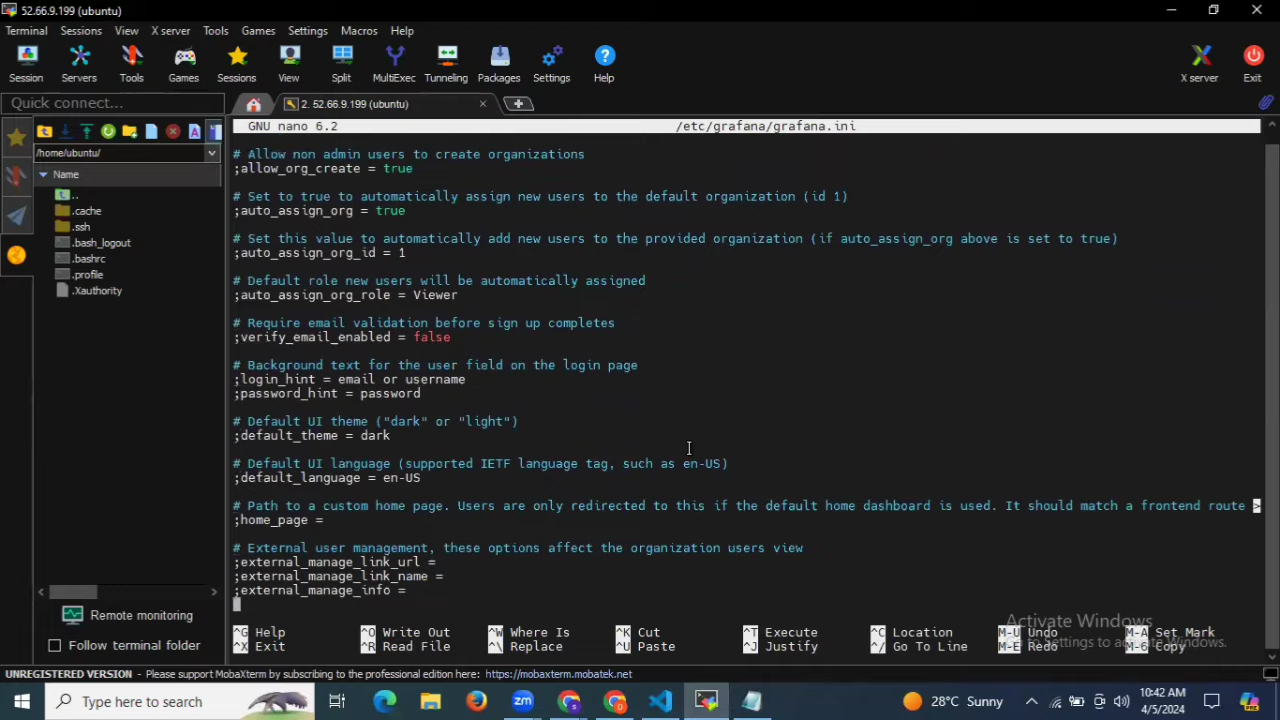 52.66.9.199 (ubuntu)
Terminal Sessions View X server Tools Games Settings Macros Help
Session Servers Tools Games Sessions View Split MultiExec Tunneling Packages Settings Help X server Exit
Quick connect...
2. 52.66.9.199 (ubuntu)
/home/ubuntu/
Name
..
.cache
.ssh
.bash_logout
.bashrc
.profile
.Xauthority
Remote monitoring
Follow terminal folder
GNU nano 6.2 /etc/grafana/grafana.ini
# Allow non admin users to create organizations
;allow_org_create = true
# Set to true to automatically assign new users to the default organization (id 1)
;auto_assign_org = true
# Set this value to automatically add new users to the provided organization (if auto_assign_org above is set to true)
;auto_assign_org_id = 1
# Default role new users will be automatically assigned
;auto_assign_org_role = Viewer
# Require email validation before sign up completes
;verify_email_enabled = false
# Background text for the user field on the login page
;login_hint = email or username
;password_hint = password
# Default UI theme ("dark" or "light")
;default_theme = dark
# Default UI language (supported IETF language tag, such as en-US)
;default_language = en-US
# Path to a custom home page. Users are only redirected to this if the default home dashboard is used. It should match a frontend route >
;home_page =
# External user management, these options affect the organization users view
;external_manage_link_url =
;external_manage_link_name =
;external_manage_info =
^G Help ^O Write Out ^W Where Is ^K Cut ^T Execute ^C Location M-U Undo M-A Set Mark
^X Exit ^R Read File ^\ Replace ^U Paste ^J Justify ^/ Go To Line M-E Redo M-6 Copy
Activate Windows
Go to Settings to activate Windows.
UNREGISTERED VERSION - Please support MobaXterm by subscribing to the professional edition here: https://mobaxterm.mobatek.net
Type here to search
28°C Sunny
10:42 AM
4/5/2024